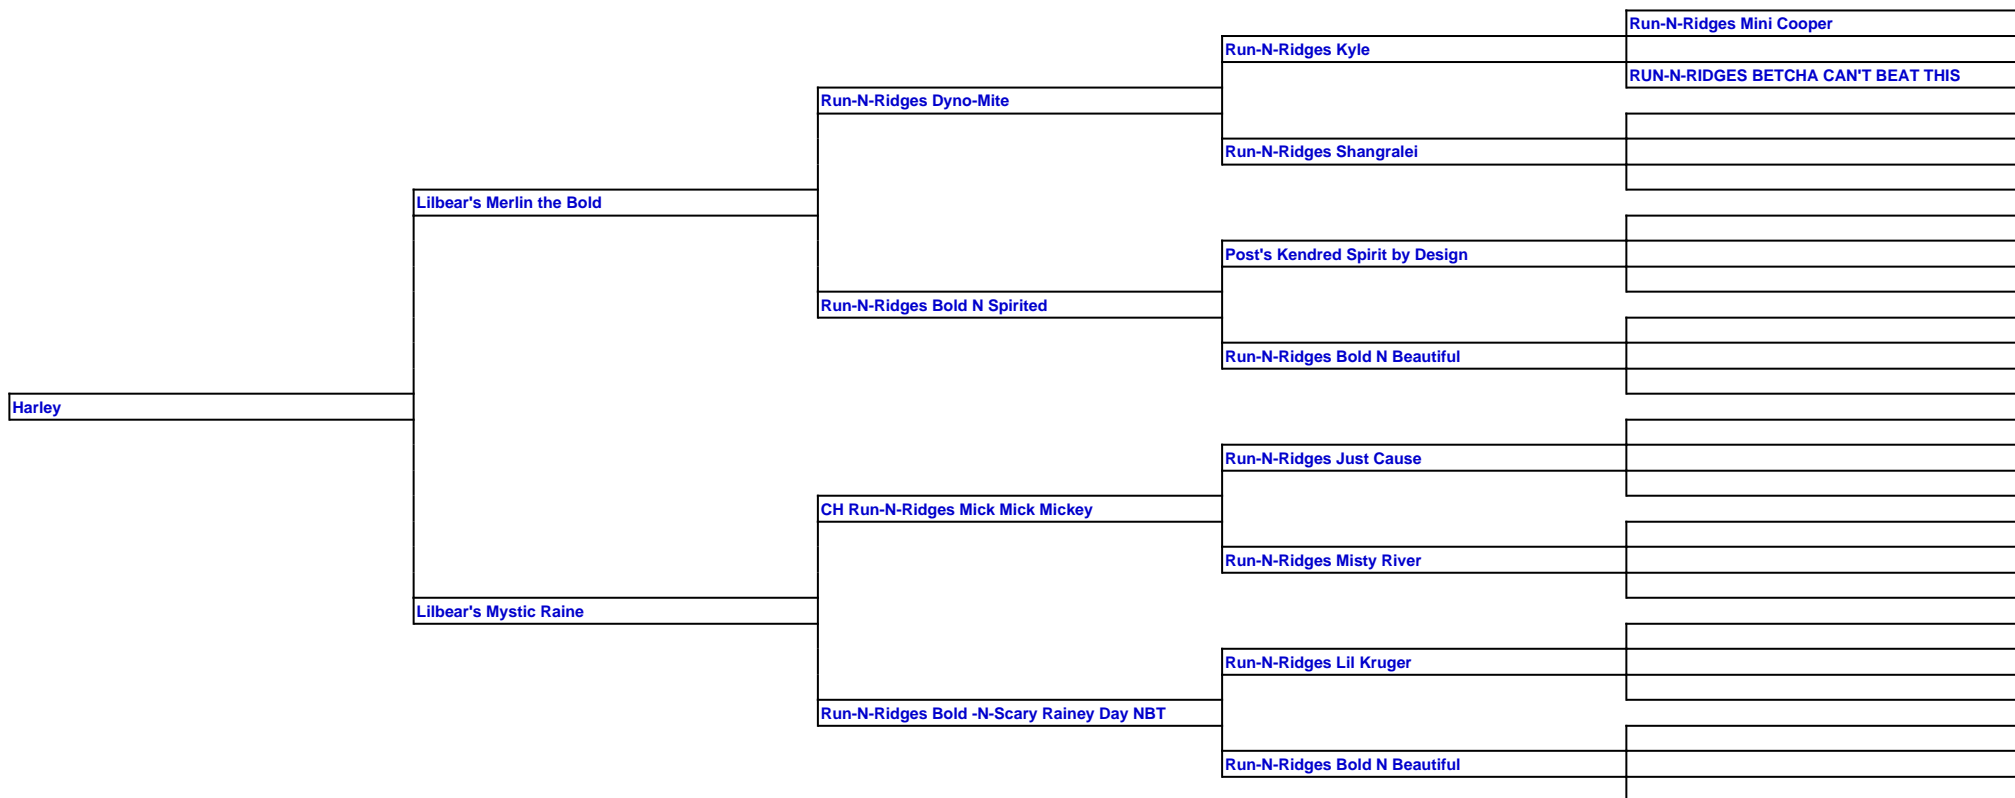 Run-N-Ridges Mini Cooper
Run-N-Ridges Kyle
RUN-N-RIDGES BETCHA CAN'T BEAT THIS
Run-N-Ridges Dyno-Mite
Run-N-Ridges Shangralei
Lilbear's Merlin the Bold
Post's Kendred Spirit by Design
Run-N-Ridges Bold N Spirited
Run-N-Ridges Bold N Beautiful
Harley
Run-N-Ridges Just Cause
CH Run-N-Ridges Mick Mick Mickey
Run-N-Ridges Misty River
Lilbear's Mystic Raine
Run-N-Ridges Lil Kruger
Run-N-Ridges Bold -N-Scary Rainey Day NBT
Run-N-Ridges Bold N Beautiful